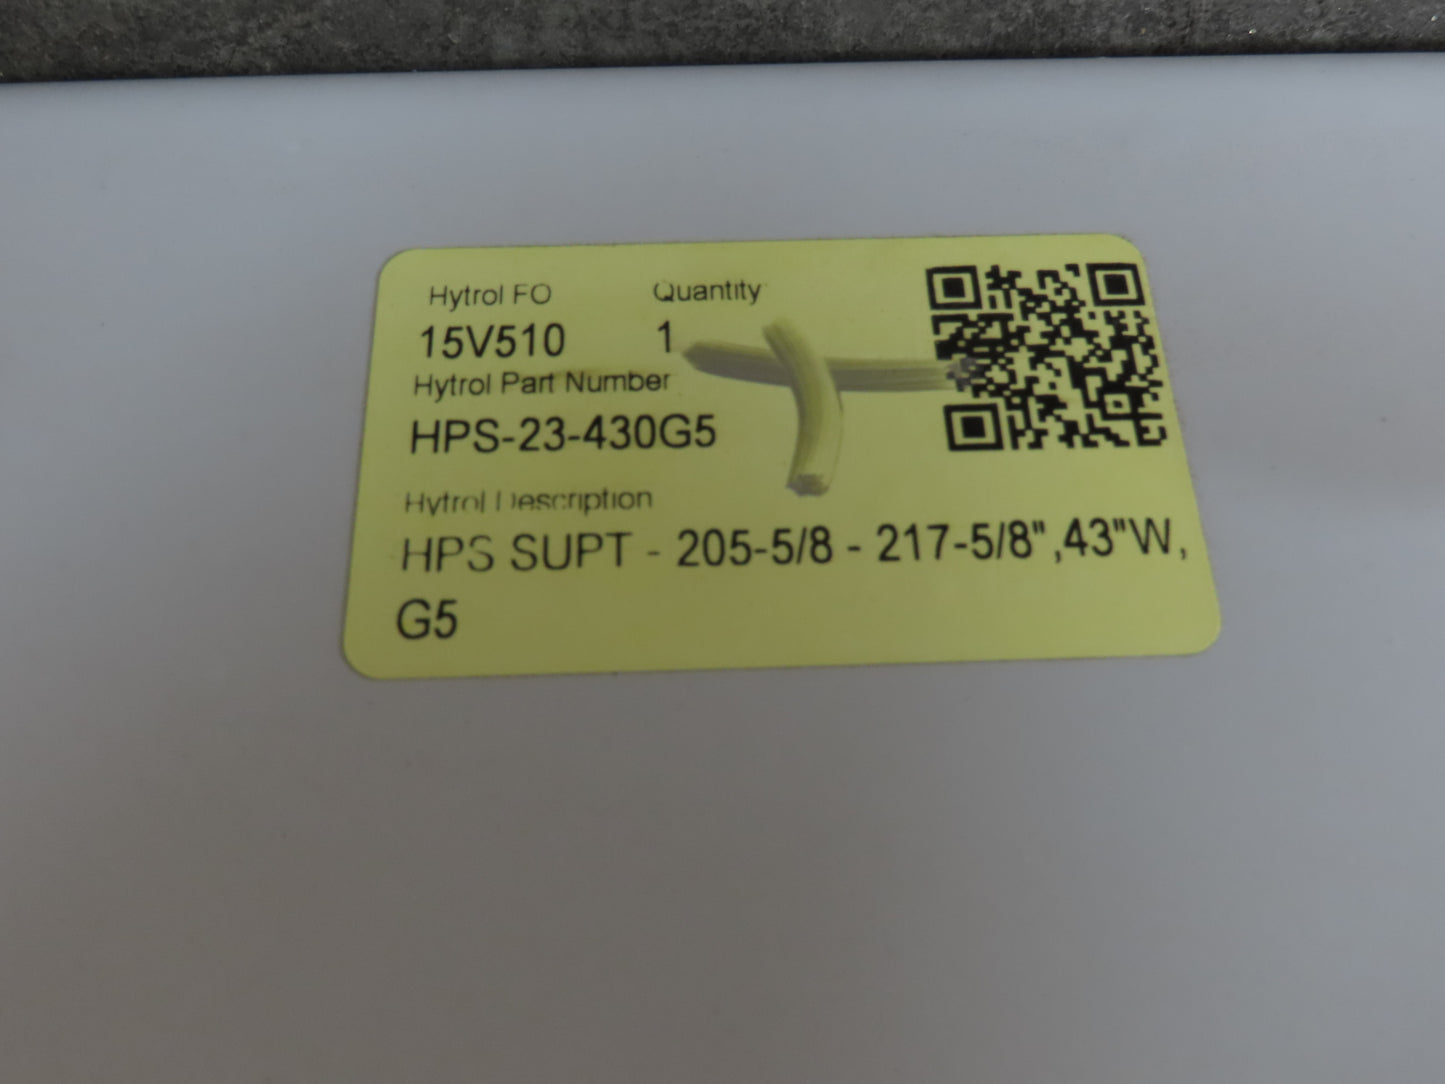 Hytrol FO Quantity
15V510 1
Hytrol Part Number
HPS-23-430G5
Hytrol Description
HPS SUPT - 205-5/8 - 217-5/8",43"W,
G5